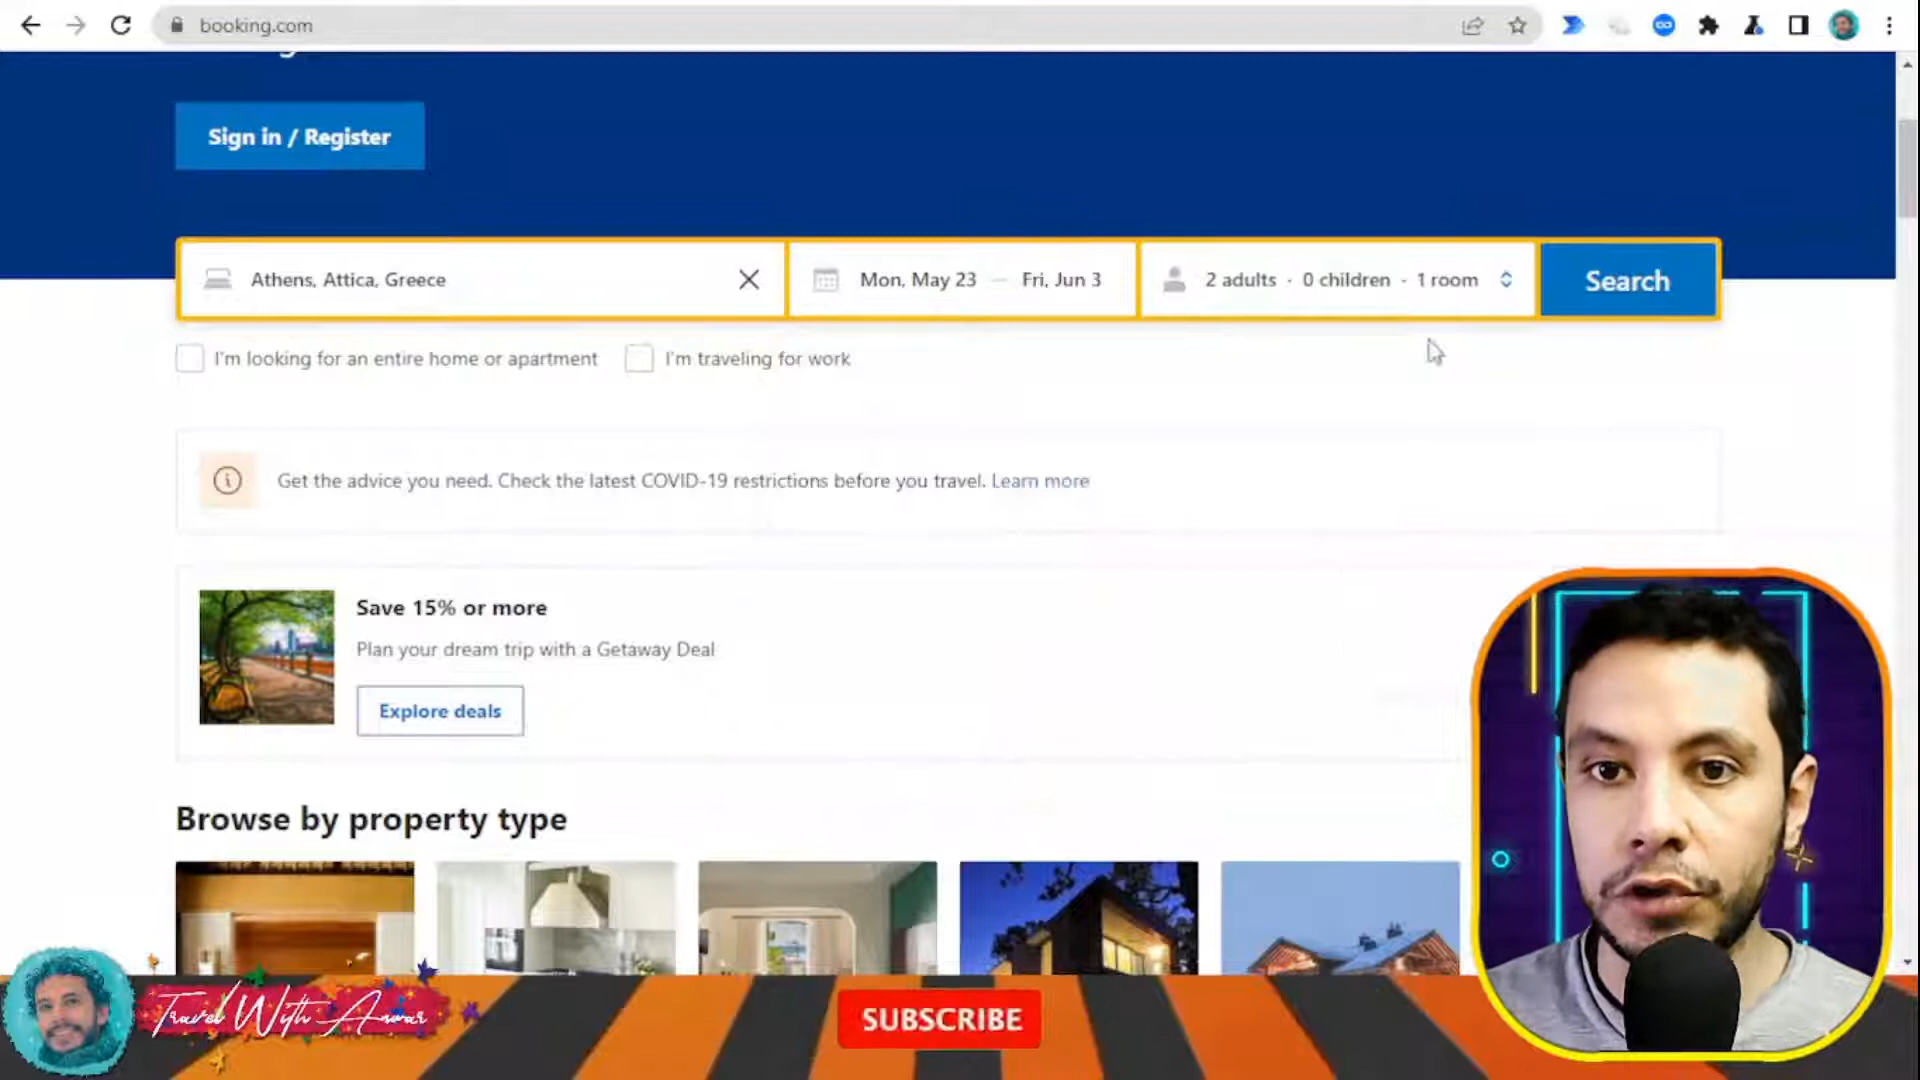 booking.com
Sign in / Register
Athens, Attica, Greece
Mon, May 23 — Fri, Jun 3
2 adults · 0 children · 1 room
Search
I'm looking for an entire home or apartment
I'm traveling for work
Get the advice you need. Check the latest COVID-19 restrictions before you travel. Learn more
Save 15% or more
Plan your dream trip with a Getaway Deal
Explore deals
Browse by property type
Travel With Anwar
SUBSCRIBE